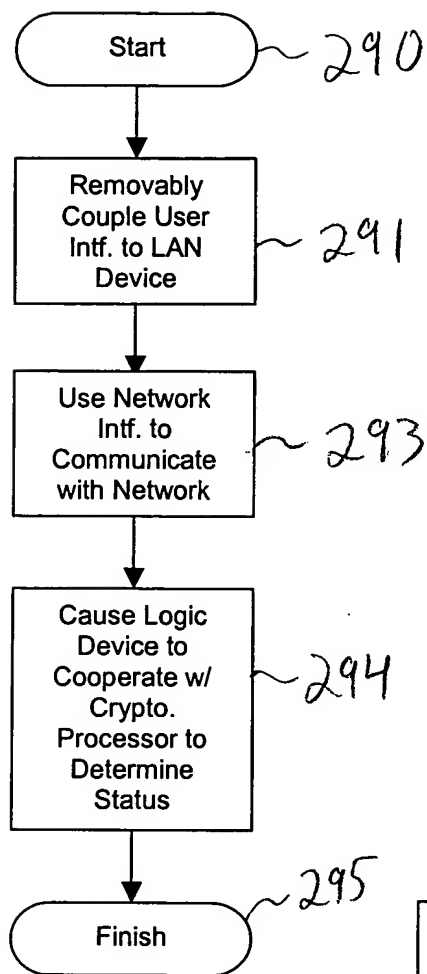 Start
290
Removably
Couple User
Intf. to LAN
Device
291
Use Network
Intf. to
Communicate
with Network
293
Cause Logic
Device to
Cooperate w/
Crypto.
Processor to
Determine
Status
294
Finish
295